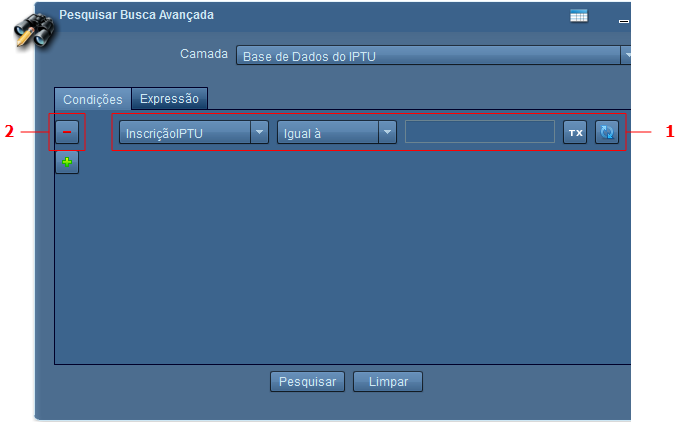 Pesquisar Busca Avançada
Camada Base de Dados do IPTU
Condições Expressão
2 InscriçãoIPTU Igual à TX 1
Pesquisar Limpar